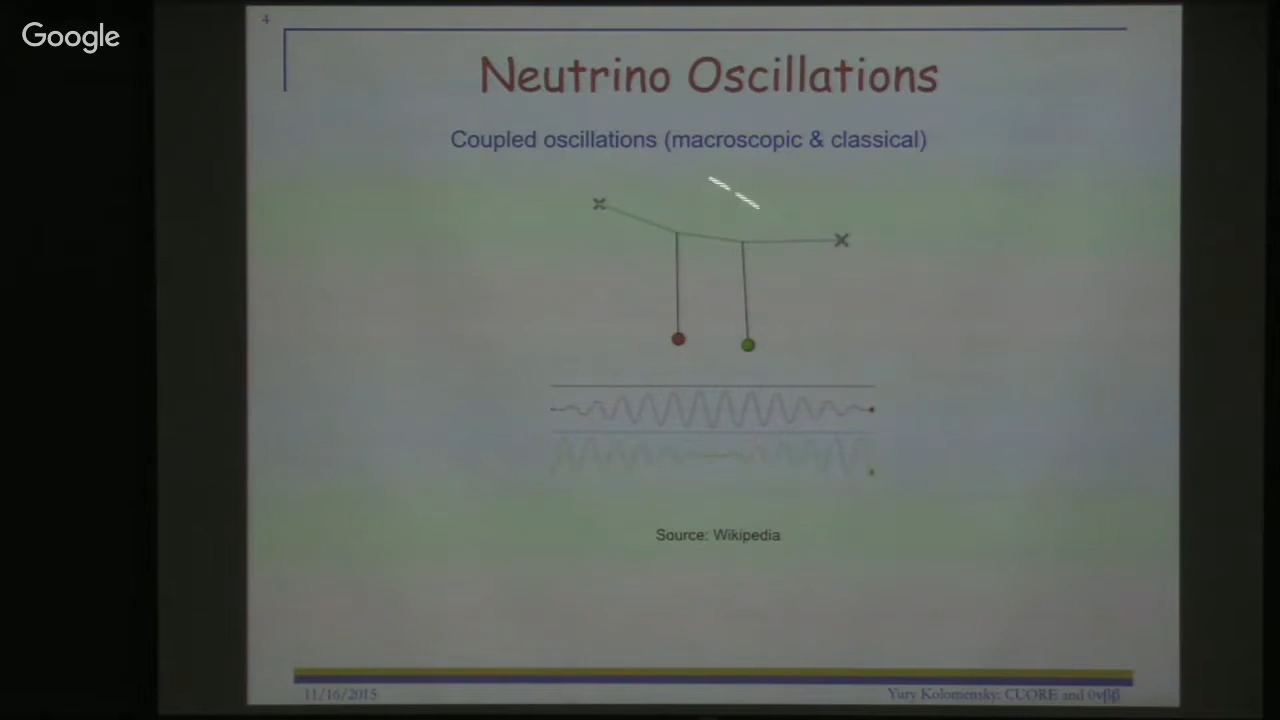 4
Google
Neutrino Oscillations
Coupled oscillations (macroscopic & classical)
Source: Wikipedia
11/16/2015
Yury Kolomensky: CUORE and 0νββ